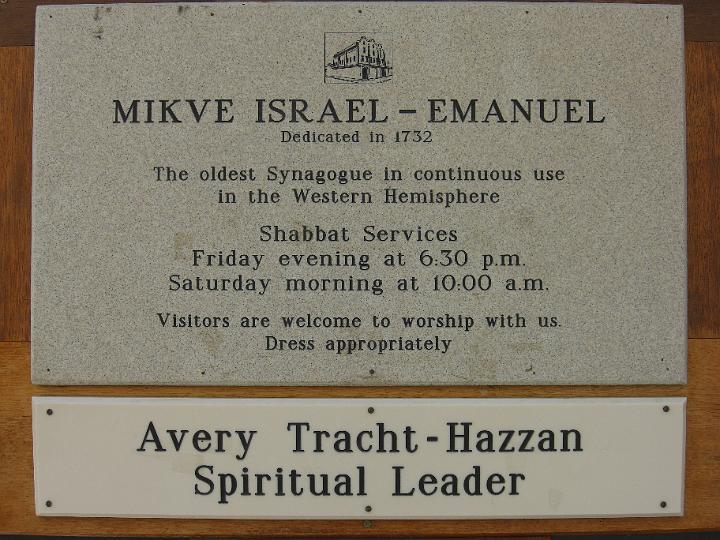 MIKVE ISRAEL – EMANUEL
Dedicated in 1732
The oldest Synagogue in continuous use
in the Western Hemisphere
Shabbat Services
Friday evening at 6:30 p.m.
Saturday morning at 10:00 a.m.
Visitors are welcome to worship with us.
Dress appropriately
Avery Tracht-Hazzan
Spiritual Leader